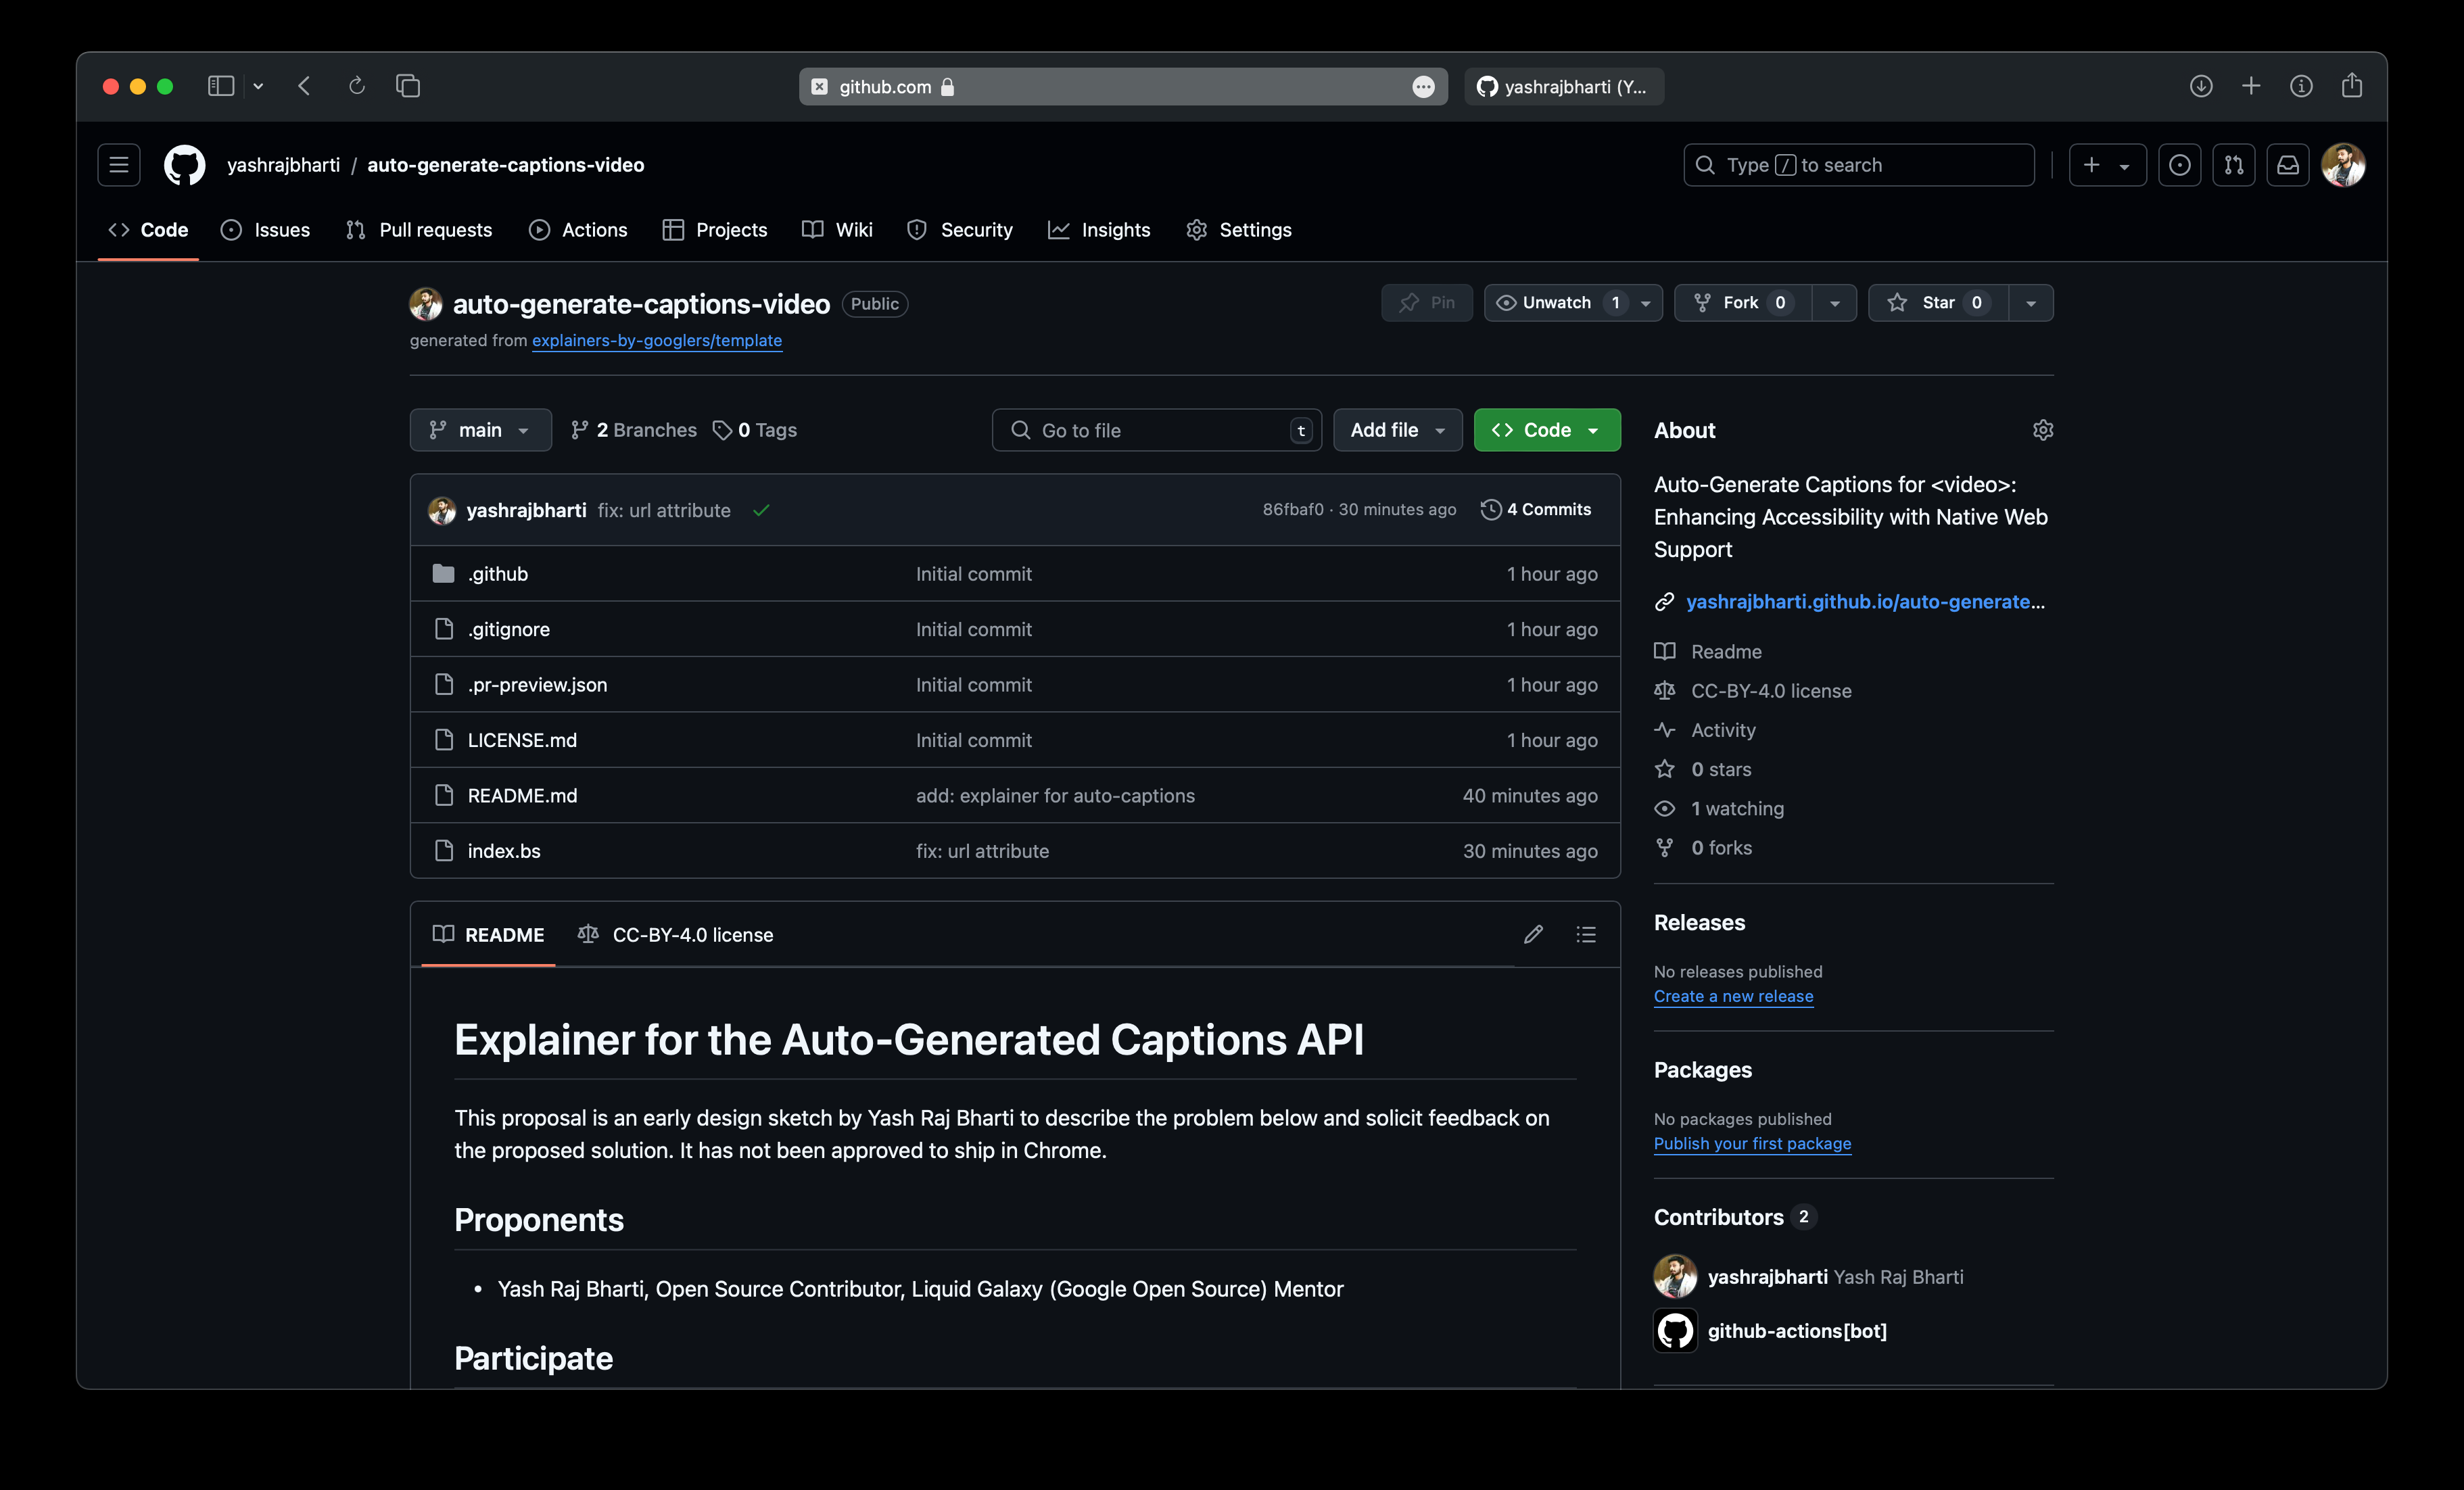 github.com
yashrajbharti (Y...
yashrajbharti / auto-generate-captions-video
Type / to search
Code
Issues
Pull requests
Actions
Projects
Wiki
Security
Insights
Settings
auto-generate-captions-video Public
Pin
Unwatch 1
Fork 0
Star 0
generated from explainers-by-googlers/template
main
2 Branches
0 Tags
Go to file t
Add file
Code
yashrajbharti fix: url attribute
86fbaf0 · 30 minutes ago
4 Commits
.github Initial commit 1 hour ago
.gitignore Initial commit 1 hour ago
.pr-preview.json Initial commit 1 hour ago
LICENSE.md Initial commit 1 hour ago
README.md add: explainer for auto-captions 40 minutes ago
index.bs fix: url attribute 30 minutes ago
README
CC-BY-4.0 license
Explainer for the Auto-Generated Captions API
This proposal is an early design sketch by Yash Raj Bharti to describe the problem below and solicit feedback on
the proposed solution. It has not been approved to ship in Chrome.
Proponents
• Yash Raj Bharti, Open Source Contributor, Liquid Galaxy (Google Open Source) Mentor
Participate
About
Auto-Generate Captions for <video>:
Enhancing Accessibility with Native Web
Support
yashrajbharti.github.io/auto-generate...
Readme
CC-BY-4.0 license
Activity
0 stars
1 watching
0 forks
Releases
No releases published
Create a new release
Packages
No packages published
Publish your first package
Contributors 2
yashrajbharti Yash Raj Bharti
github-actions[bot]